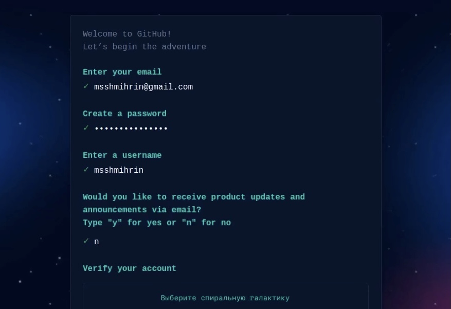 Welcome to GitHub!
Let's begin the adventure
Enter your email
✓ msshmihrin@gmail.com
Create a password
✓ •••••••••••••••
Enter a username
✓ msshmihrin
Would you like to receive product updates and
announcements via email?
Type "y" for yes or "n" for no
✓ n
Verify your account
Выберите спиральную галактику